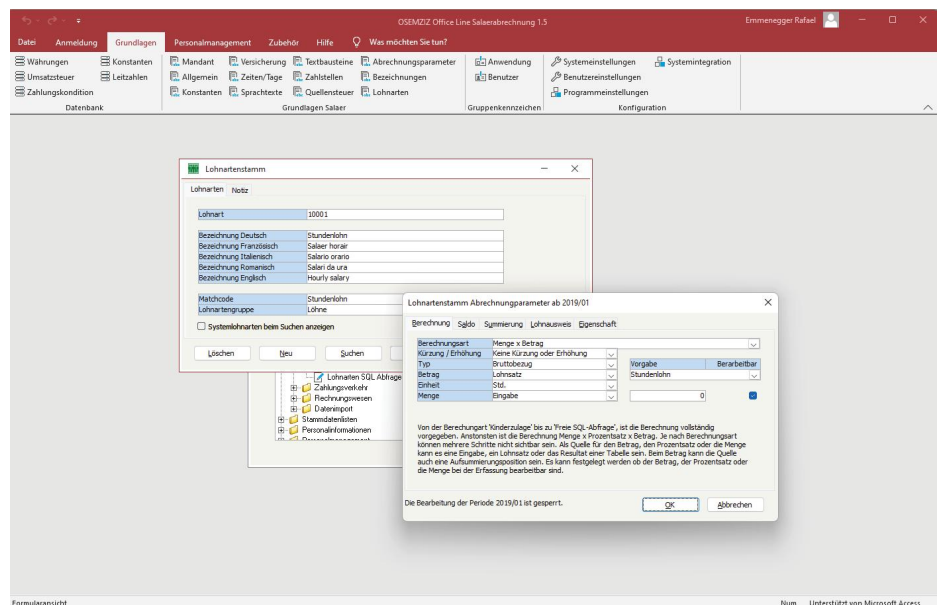 OSEMZIZ Office Line Salaerabrechnung 1.5
Emmenegger Rafael
Datei Anmeldung Grundlagen Personalmanagement Zubehör Hilfe Was möchten Sie tun?
Währungen Konstanten Mandant Versicherung Textbausteine Abrechnungsparameter Anwendung Systemeinstellungen Systemintegration
Umsatzsteuer Leitzahlen Allgemein Zeiten/Tage Zahlstellen Bezeichnungen Benutzer Benutzereinstellungen
Zahlungskondition Konstanten Sprachtexte Quellensteuer Lohnarten Programmeinstellungen
Datenbank Grundlagen Salaer Gruppenkennzeichen Konfiguration
Lohnartenstamm
Lohnarten Notiz
Lohnart 10001
Bezeichnung Deutsch Stundenlohn
Bezeichnung Französisch Salaer horair
Bezeichnung Italienisch Salario orario
Bezeichnung Romanisch Salari da ura
Bezeichnung Englisch Hourly salary
Matchcode Stundenlohn
Lohnartengruppe Löhne
Systemlohnarten beim Suchen anzeigen
Löschen Neu Suchen
Lohnarten SQL Abfrage
Zahlungsverkehr
Rechnungswesen
Datenimport
Stammdatenlisten
Personalinformationen
Lohnartenstamm Abrechnungparameter ab 2019/01
Berechnung Saldo Summierung Lohnausweis Eigenschaft
Berechnungsart Menge x Betrag
Kürzung / Erhöhung Keine Kürzung oder Erhöhung
Typ Bruttobezug Vorgabe Berarbeitbar
Betrag Lohnsatz Stundenlohn
Einheit Std.
Menge Eingabe 0
Von der Berechungart 'Kinderzulage' bis zu 'Freie SQL-Abfrage', ist die Berechnung vollständig
vorgegeben. Anstonsten ist die Berechnung Menge x Prozentsatz x Betrag. Je nach Berechnungsart
können mehrere Schritte nicht sichtbar sein. Als Quelle für den Betrag, den Prozentsatz oder die Menge
kann es eine Eingabe, ein Lohnsatz oder das Resultat einer Tabelle sein. Beim Betrag kann die Quelle
auch eine Aufsummierungsposition sein. Es kann festgelegt werden ob der Betrag, der Prozentsatz oder
die Menge bei der Erfassung bearbeitbar sind.
Die Bearbeitung der Periode 2019/01 ist gesperrt.
OK Abbrechen
Formularansicht
Num Unterstützt von Microsoft Access